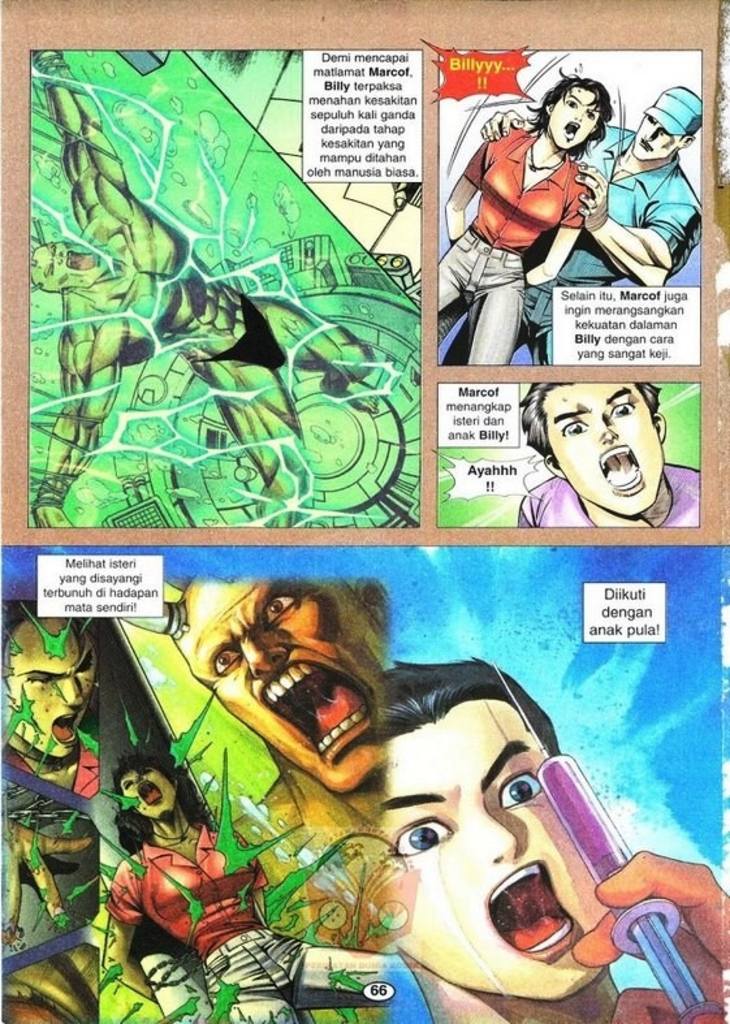 Demi mencapai
matlamat Marcof,
Billy terpaksa
menahan kesakitan
sepuluh kali ganda
daripada tahap
kesakitan yang
mampu ditahan
oleh manusia biasa.
Billyyy...
!!
Selain itu, Marcof juga
ingin merangsangkan
kekuatan dalaman
Billy dengan cara
yang sangat keji.
Marcof
menangkap
isteri dan
anak Billy!
Ayahhh
!!
Melihat isteri
yang disayangi
terbunuh di hadapan
mata sendiri!
Diikuti
dengan
anak pula!
66